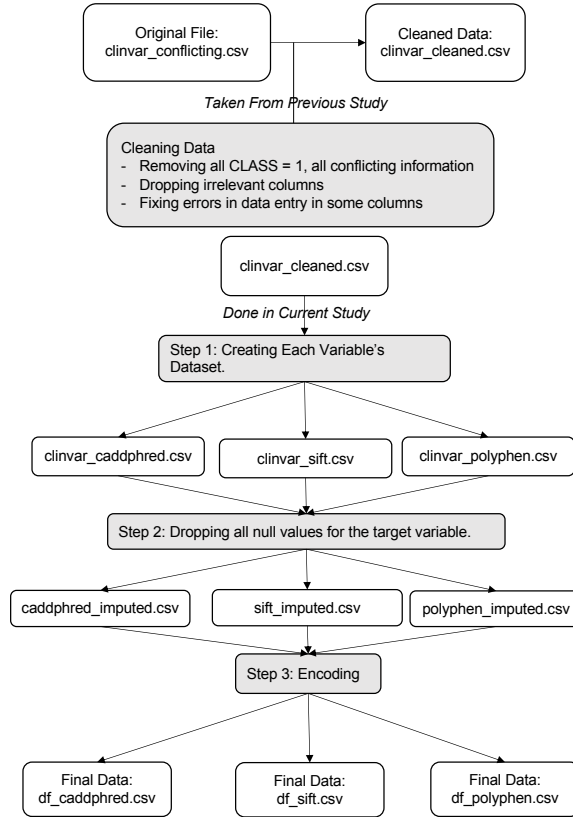 Original File:
clinvar_conflicting.csv
Cleaned Data:
clinvar_cleaned.csv
Taken From Previous Study
Cleaning Data
- Removing all CLASS = 1, all conflicting information
- Dropping irrelevant columns
- Fixing errors in data entry in some columns
clinvar_cleaned.csv
Done in Current Study
Step 1: Creating Each Variable's
Dataset.
clinvar_caddphred.csv
clinvar_sift.csv
clinvar_polyphen.csv
Step 2: Dropping all null values for the target variable.
caddphred_imputed.csv
sift_imputed.csv
polyphen_imputed.csv
Step 3: Encoding
Final Data:
df_caddphred.csv
Final Data:
df_sift.csv
Final Data:
df_polyphen.csv